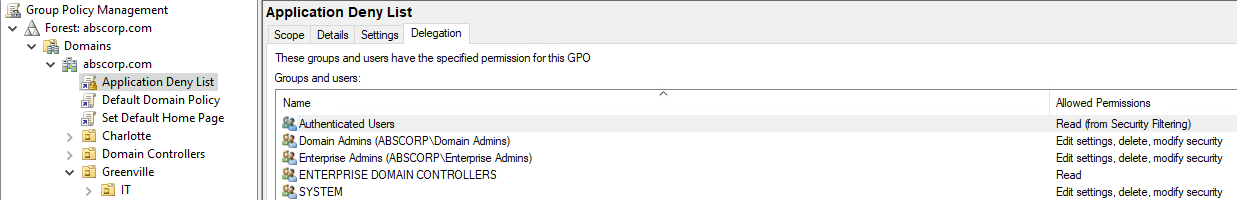 Group Policy Management
Forest: abscorp.com
Domains
abscorp.com
Application Deny List
Default Domain Policy
Set Default Home Page
Charlotte
Domain Controllers
Greenville
IT
Application Deny List
Scope Details Settings Delegation
These groups and users have the specified permission for this GPO
Groups and users:
Name Allowed Permissions
Authenticated Users Read (from Security Filtering)
Domain Admins (ABSCORP\Domain Admins) Edit settings, delete, modify security
Enterprise Admins (ABSCORP\Enterprise Admins) Edit settings, delete, modify security
ENTERPRISE DOMAIN CONTROLLERS Read
SYSTEM Edit settings, delete, modify security